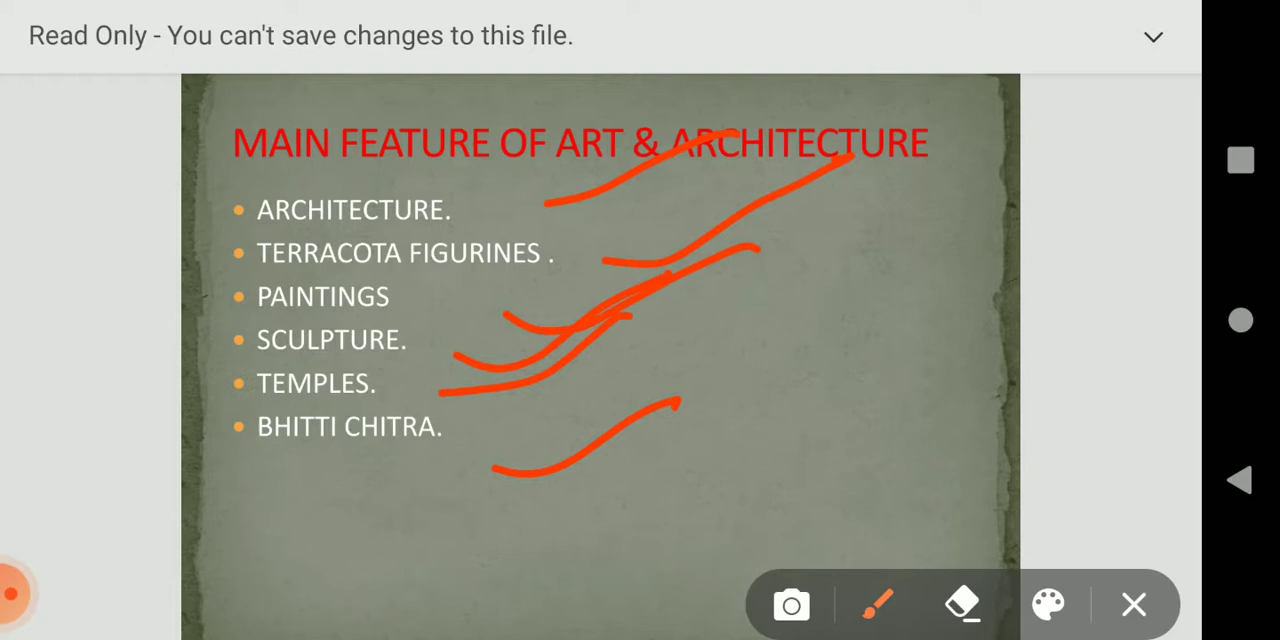 Read Only - You can't save changes to this file.
MAIN FEATURE OF ART & ARCHITECTURE
ARCHITECTURE.
TERRACOTA FIGURINES .
PAINTINGS
SCULPTURE.
TEMPLES.
BHITTI CHITRA.